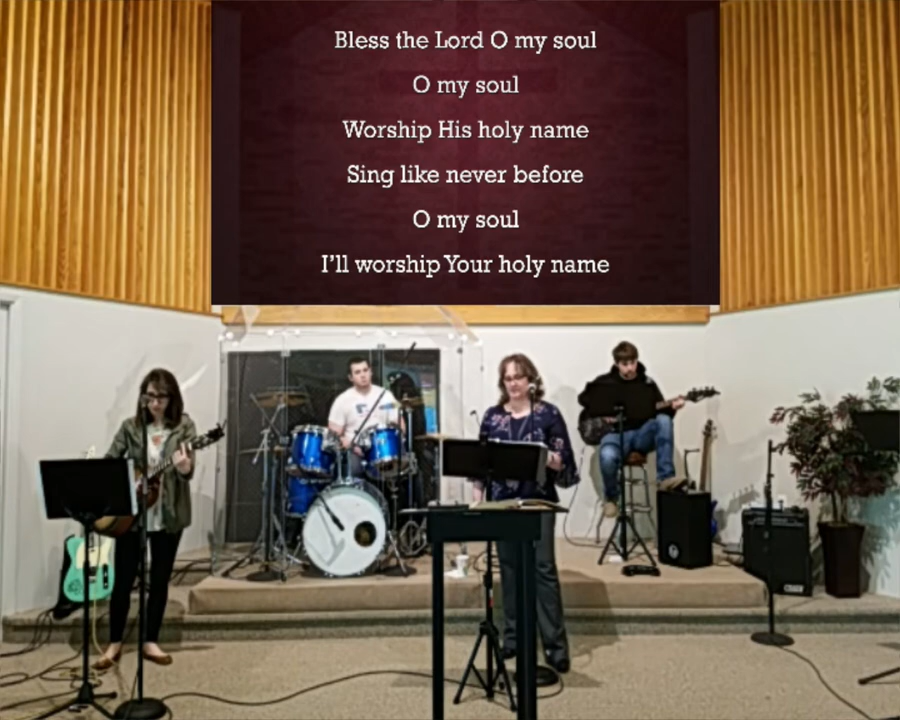 Bless the Lord O my soul
O my soul
Worship His holy name
Sing like never before
O my soul
I'll worship Your holy name